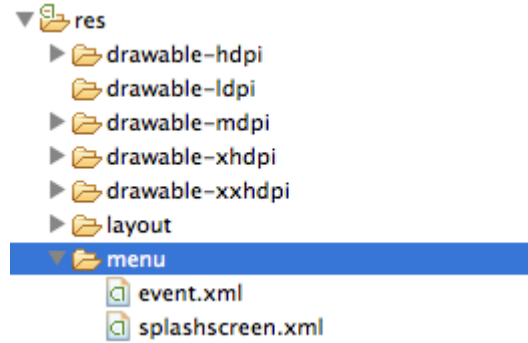 res
drawable-hdpi
drawable-ldpi
drawable-mdpi
drawable-xhdpi
drawable-xxhdpi
layout
menu
event.xml
splashscreen.xml